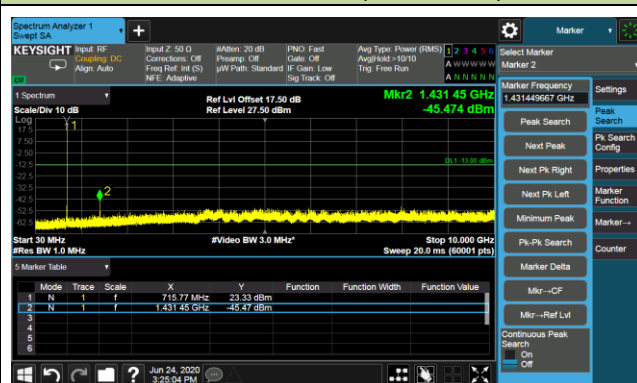 Spectrum Analyzer 1
Swept SA
Marker
KEYSIGHT Input: RF Input Z: 50 Ω #Atten: 20 dB PNO: Fast Avg Type: Power (RMS) 1 2 3 4 5 6
Coupling: DC Corrections: Off Preamp: Off Gate: Off Avg|Hold:>10/10 A W W W W W
Align: Auto Freq Ref: Int (S) µW Path: Standard IF Gain: Low Trig: Free Run
NFE: Adaptive Sig Track: Off A N N N N N
Select Marker
Marker 2
1 Spectrum
Scale/Div 10 dB
Ref Lvl Offset 17.50 dB
Ref Level 27.50 dBm
Mkr2 1.431 45 GHz
-45.474 dBm
Log
17.5
7.50
-2.50
-12.5
-22.5
-32.5
-42.5
-52.5
-62.5
1
2
DL1 -13.00 dBm
Start 30 MHz #Video BW 3.0 MHz* Stop 10.000 GHz
#Res BW 1.0 MHz Sweep 20.0 ms (60001 pts)
5 Marker Table
Mode Trace Scale X Y Function Function Width Function Value
1 N 1 f 715.77 MHz 23.33 dBm
2 N 1 f 1.431 45 GHz -45.47 dBm
3
4
5
6
Jun 24, 2020
3:25:04 PM
Marker Frequency
1.431449667 GHz
Peak Search
Next Peak
Next Pk Right
Next Pk Left
Minimum Peak
Pk-Pk Search
Marker Delta
Mkr→CF
Mkr→Ref Lvl
Continuous Peak
Search
On
Off
Settings
Peak
Search
Pk Search
Config
Properties
Marker
Function
Marker→
Counter